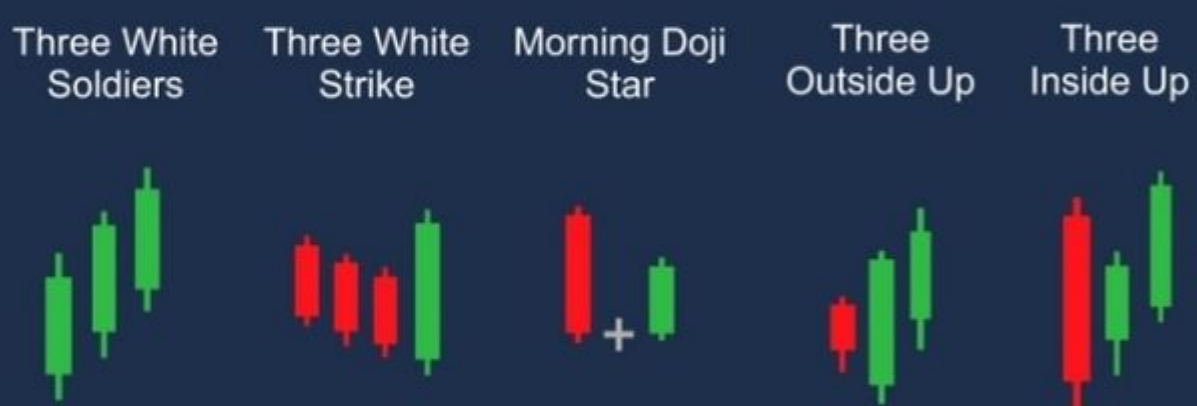 Three White
Soldiers
Three White
Strike
Morning Doji
Star
Three
Outside Up
Three
Inside Up